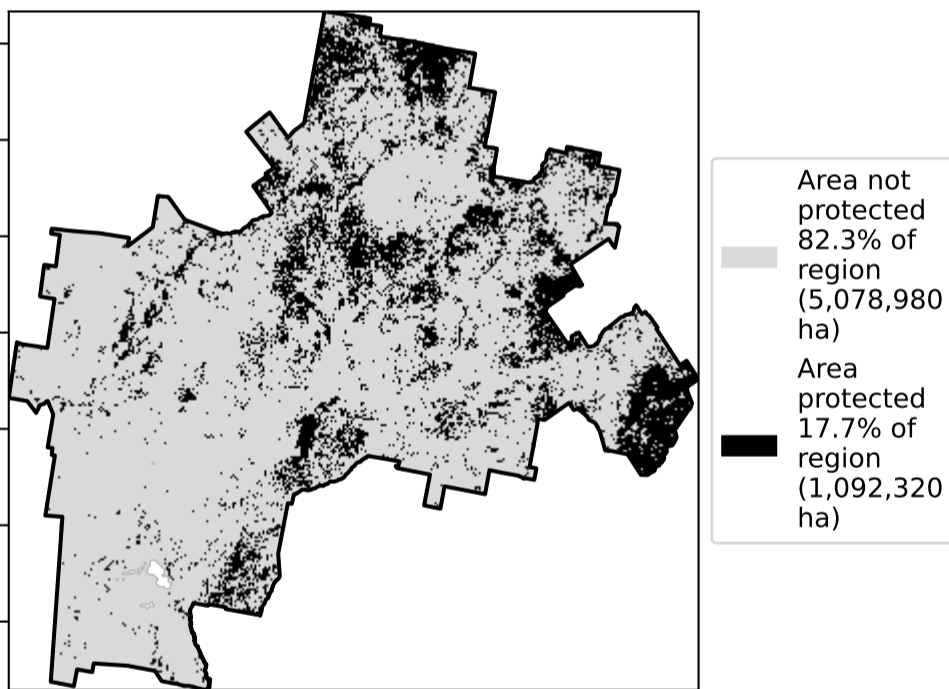 Area not
protected
82.3% of
region
(5,078,980
ha)
Area
protected
17.7% of
region
(1,092,320
ha)